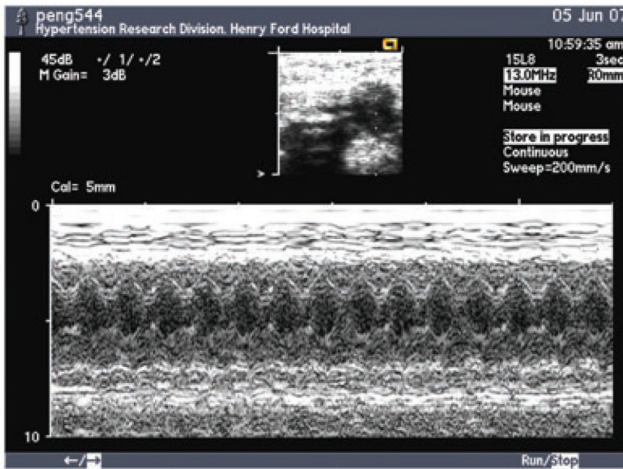 peng544
05 Jun 07
Hypertension Research Division, Henry Ford Hospital
10:59:35 am
45dB •/ 1/ •/2
M Gain= 3dB
15L8 3sec
13.0MHz R0mm
Mouse
Mouse
Store in progress
Continuous
Sweep=200mm/s
Cal= 5mm
0
10
←/→
Run/Stop